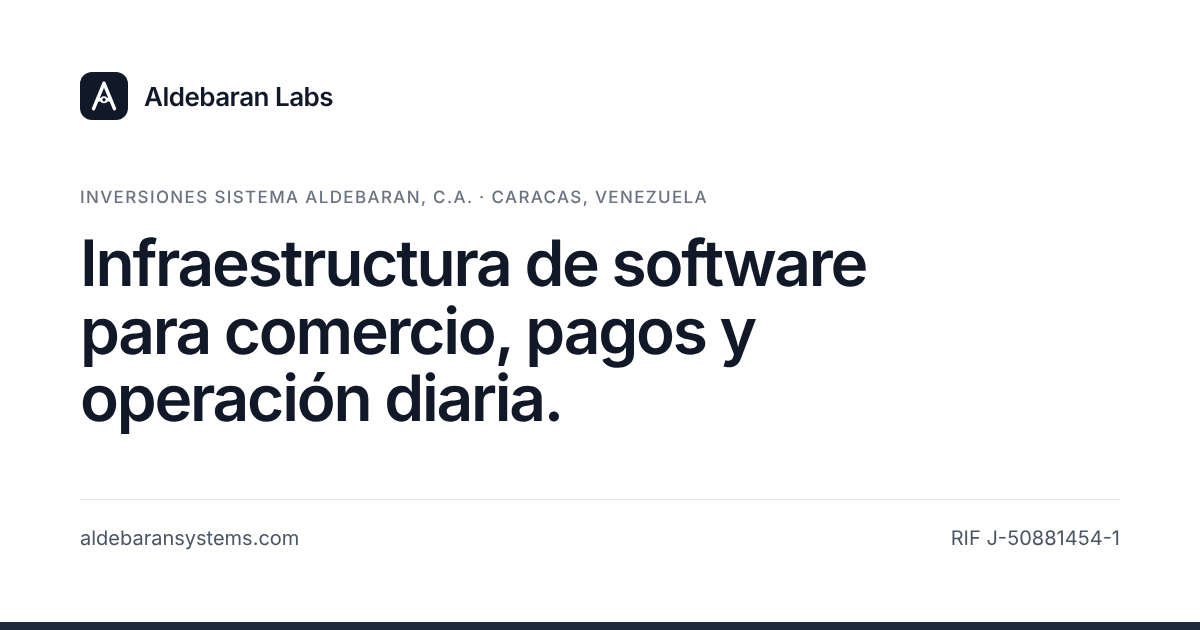 Aldebaran Labs
INVERSIONES SISTEMA ALDEBARAN, C.A. · CARACAS, VENEZUELA
Infraestructura de software
para comercio, pagos y
operación diaria.
aldebaransystems.com
RIF J-50881454-1